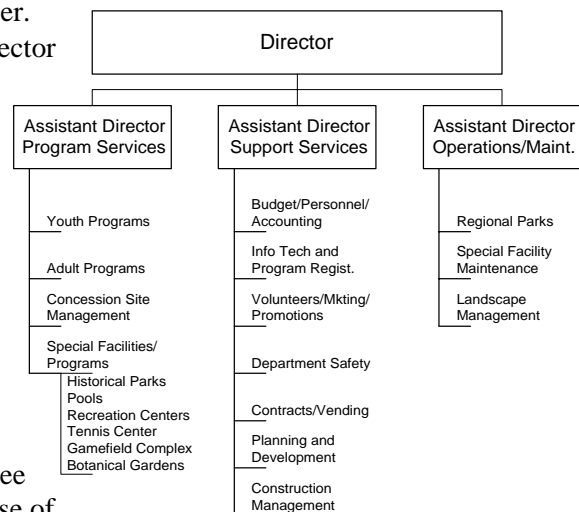 er.
ector
Director
Assistant Director
Program Services
Youth Programs
Adult Programs
Concession Site
Management
Special Facilities/
Programs
Historical Parks
Pools
Recreation Centers
Tennis Center
Gamefield Complex
Botanical Gardens
Assistant Director
Support Services
Budget/Personnel/
Accounting
Info Tech and
Program Regist.
Volunteers/Mkting/
Promotions
Department Safety
Contracts/Vending
Planning and
Development
Construction
Management
Assistant Director
Operations/Maint.
Regional Parks
Special Facility
Maintenance
Landscape
Management
ee
se of